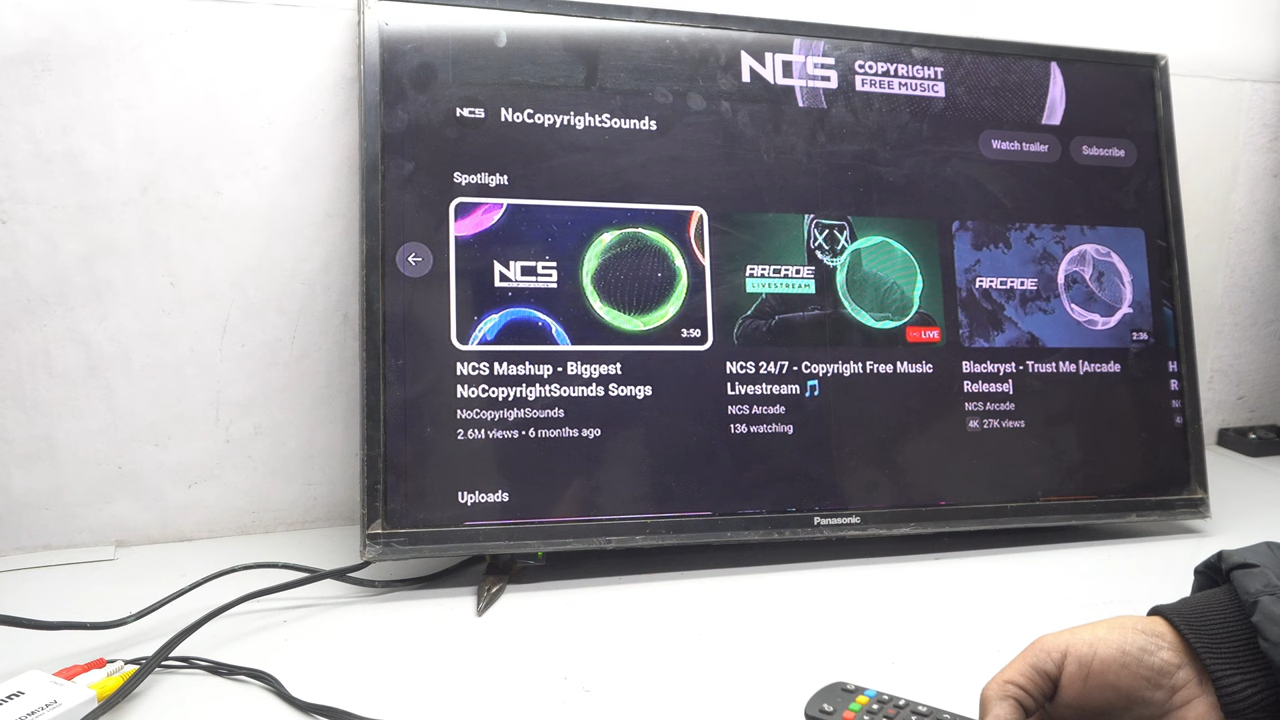 NCS
COPYRIGHT
FREE MUSIC
NCS
NoCopyrightSounds
Watch trailer
Subscribe
Spotlight
NCS
3:50
ARCADE
LIVESTREAM
LIVE
ARCADE
2:36
NCS Mashup - Biggest
NoCopyrightSounds Songs
NoCopyrightSounds
2.6M views • 6 months ago
NCS 24/7 - Copyright Free Music
Livestream 🎵
NCS Arcade
136 watching
Blackryst - Trust Me [Arcade
Release]
NCS Arcade
4K 27K views
H
R
Uploads
Panasonic